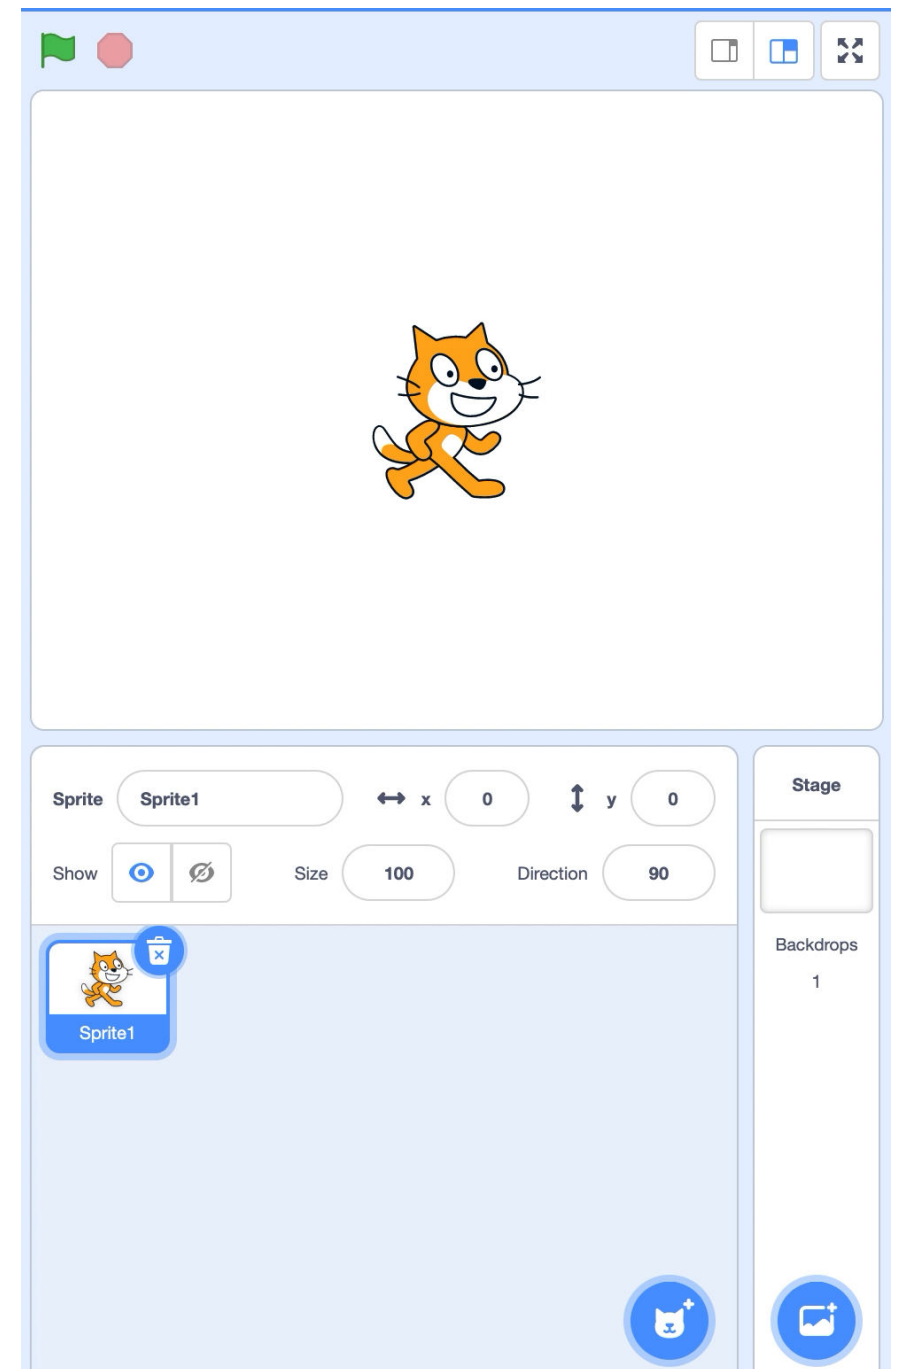 Sprite Sprite1 x 0 y 0
Show Size 100 Direction 90
Sprite1
Stage
Backdrops
1